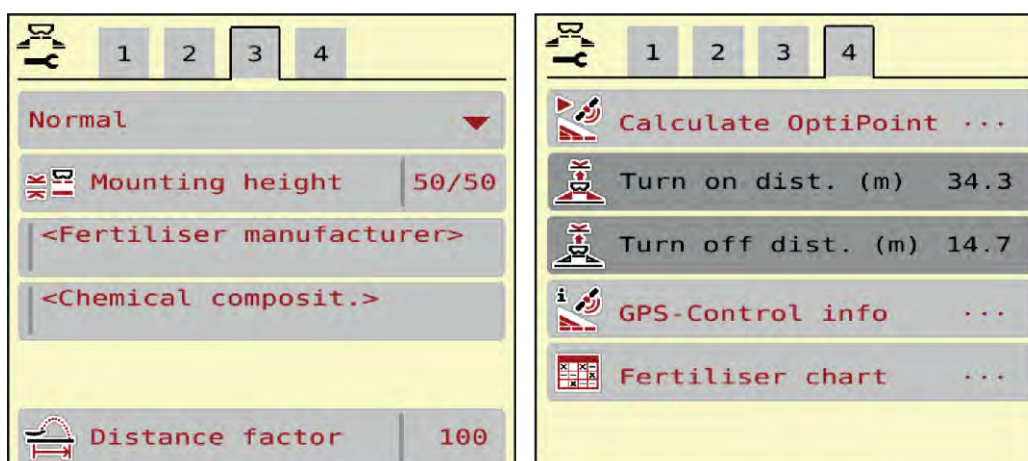 1 2 3 4
Normal
Mounting height 50/50
<Fertiliser manufacturer>
<Chemical composit.>
Distance factor 100
1 2 3 4
Calculate OptiPoint ...
Turn on dist. (m) 34.3
Turn off dist. (m) 14.7
i
GPS-Control info ...
Fertiliser chart ...